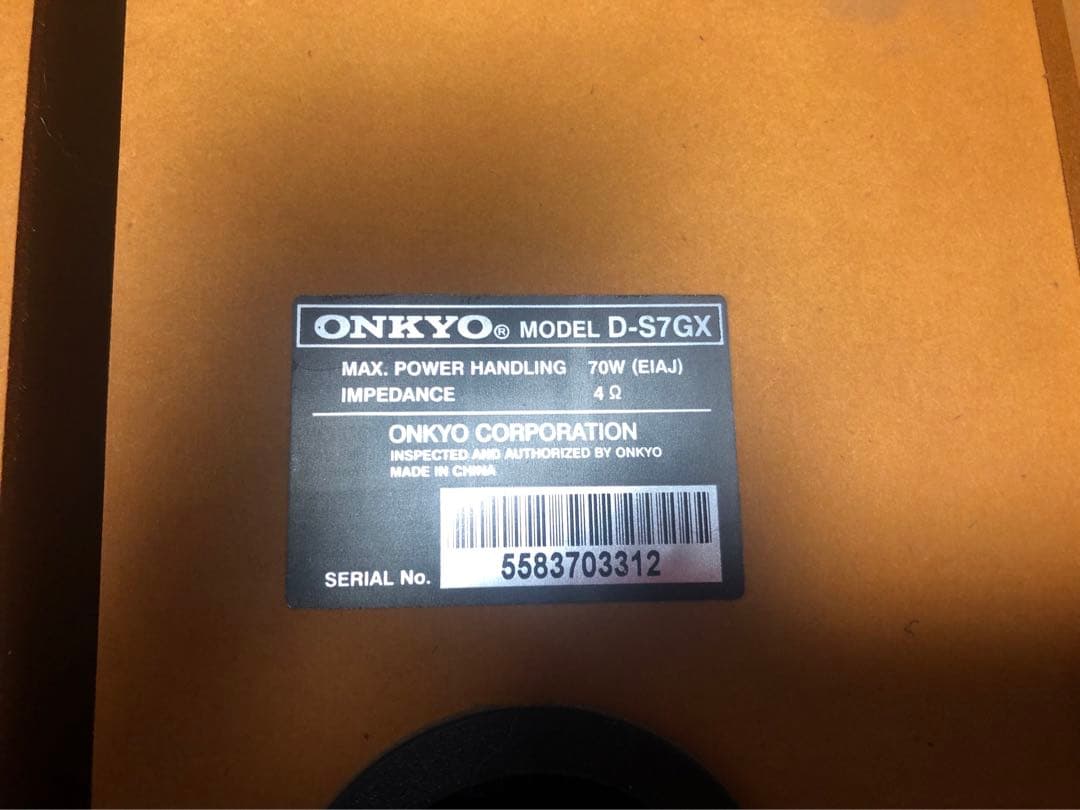 ONKYO® MODEL D-S7GX
MAX. POWER HANDLING 70W (EIAJ)
IMPEDANCE 4 Ω
ONKYO CORPORATION
INSPECTED AND AUTHORIZED BY ONKYO
MADE IN CHINA
SERIAL No. 5583703312